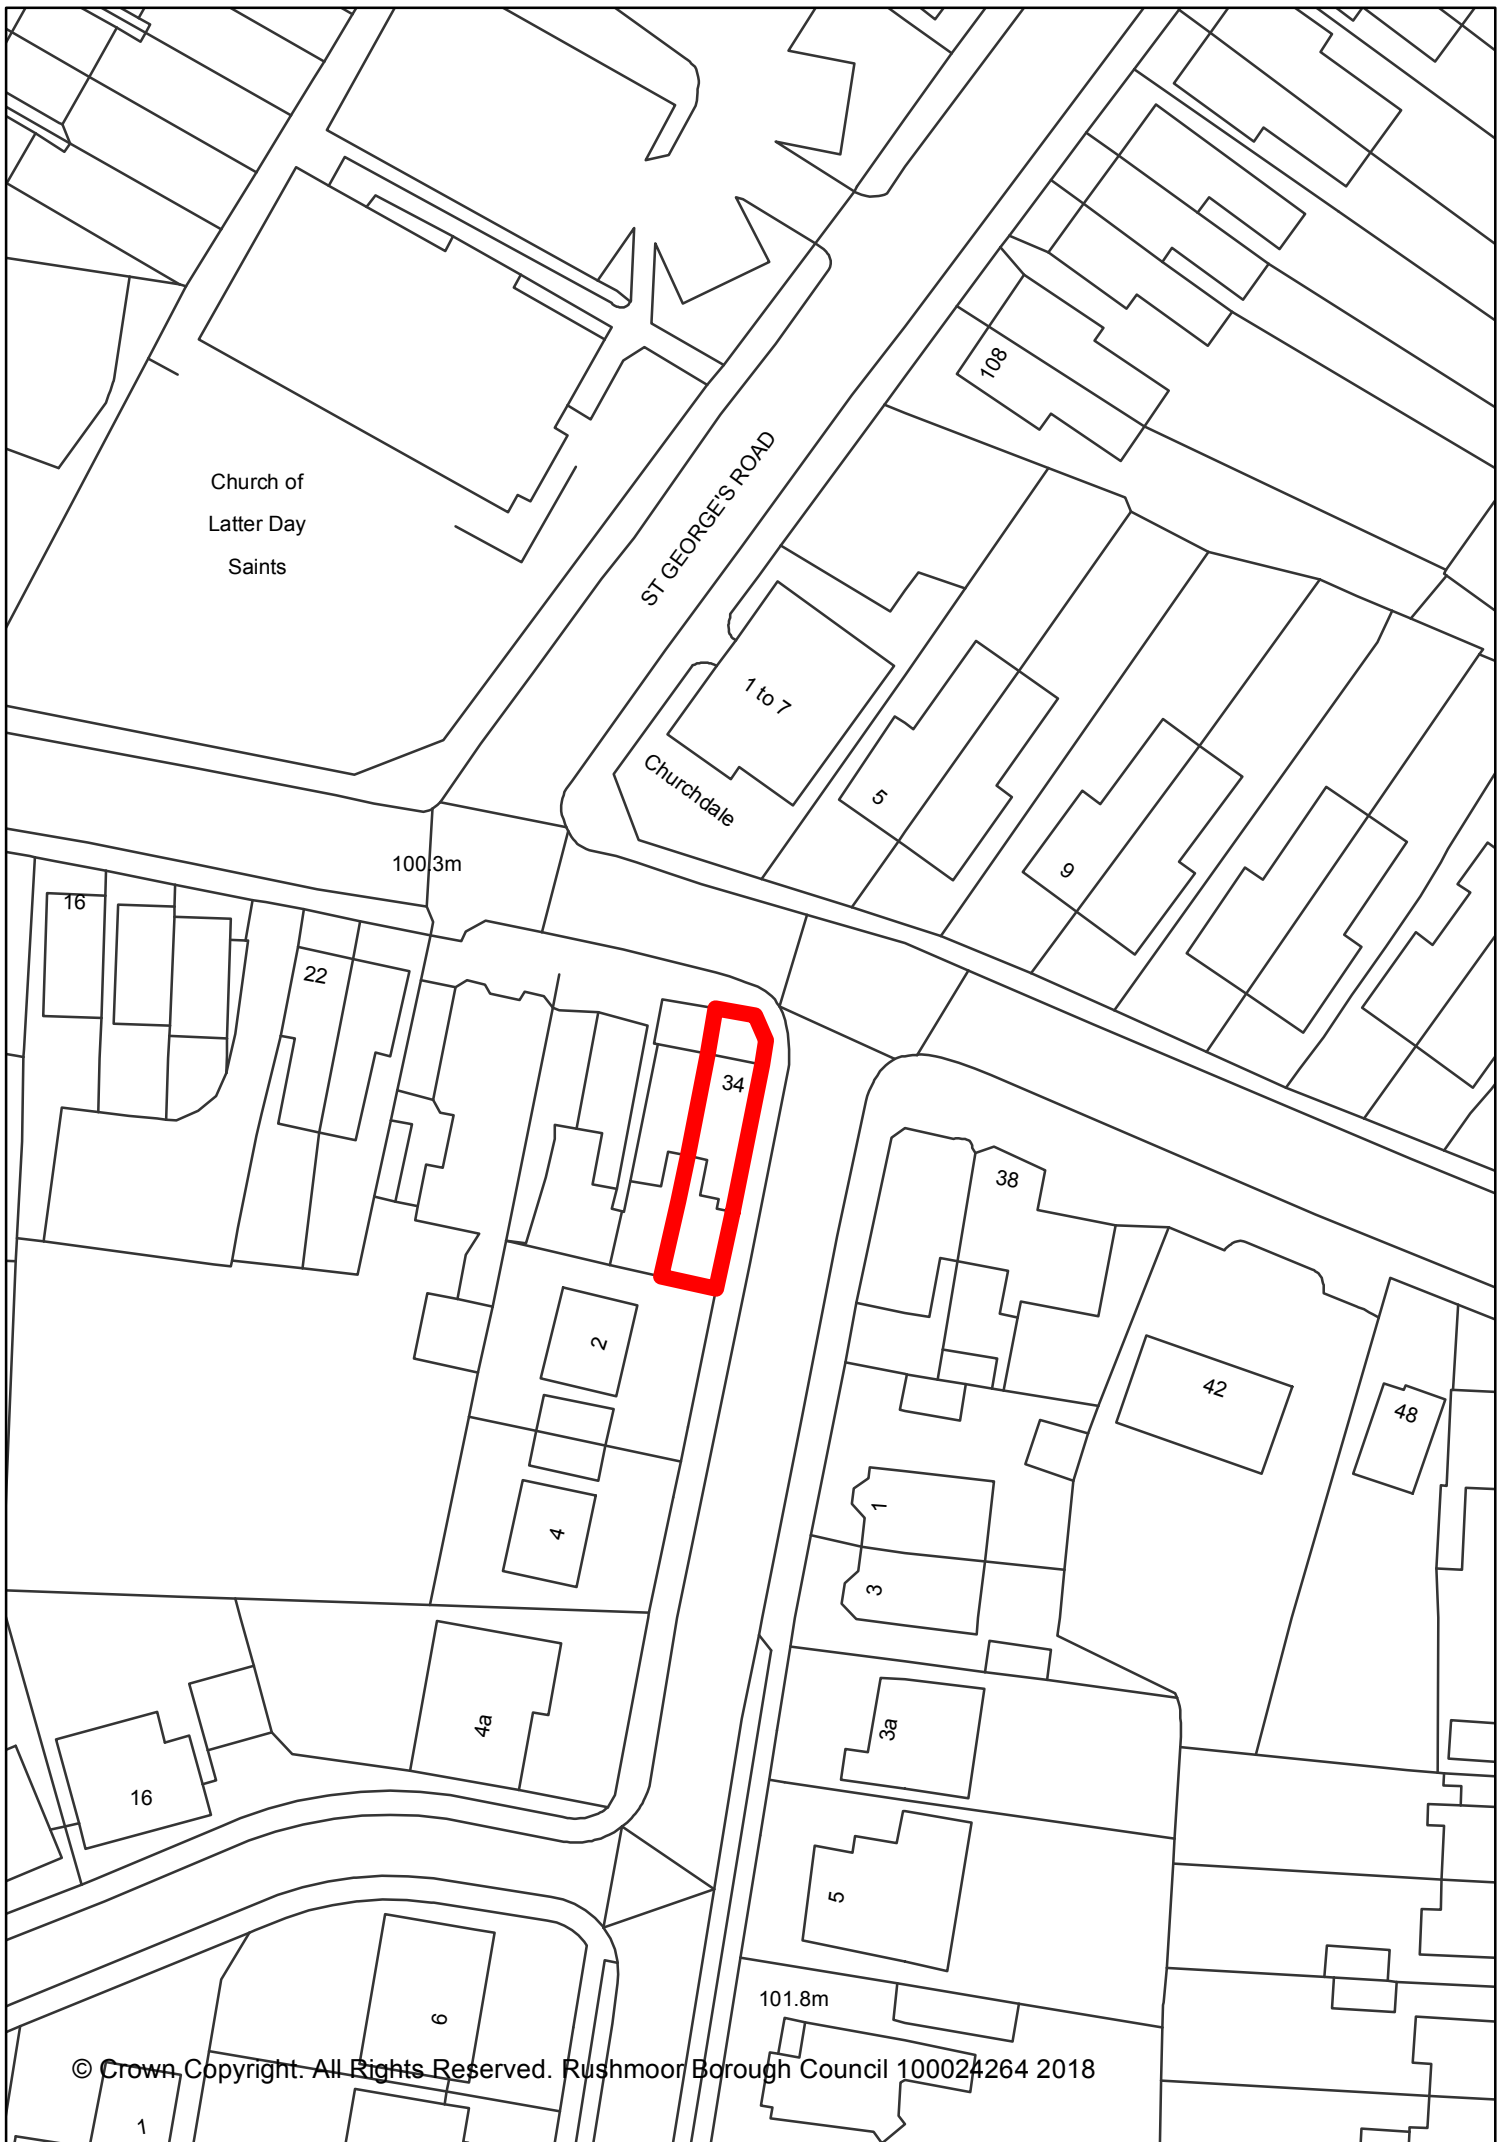 108
Church of
Latter Day
Saints
ST GEORGE'S ROAD
1 to 7
Churchdale
5
9
100.3m
16
22
34
38
2
42
48
4
1
3
4a
3a
16
5
6
101.8m
© Crown Copyright. All Rights Reserved. Rushmoor Borough Council 100024264 2018
1